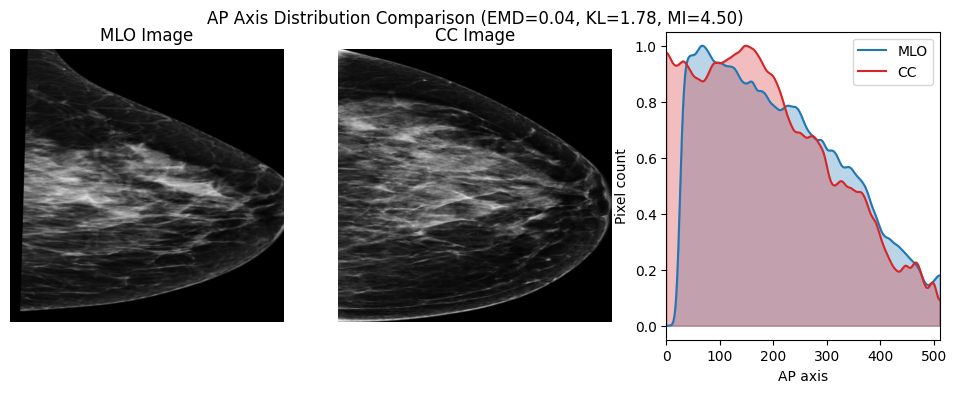 AP Axis Distribution Comparison (EMD=0.04, KL=1.78, MI=4.50)
MLO Image
CC Image
MLO
CC
Pixel count
1.0
0.8
0.6
0.4
0.2
0.0
0 100 200 300 400 500
AP axis